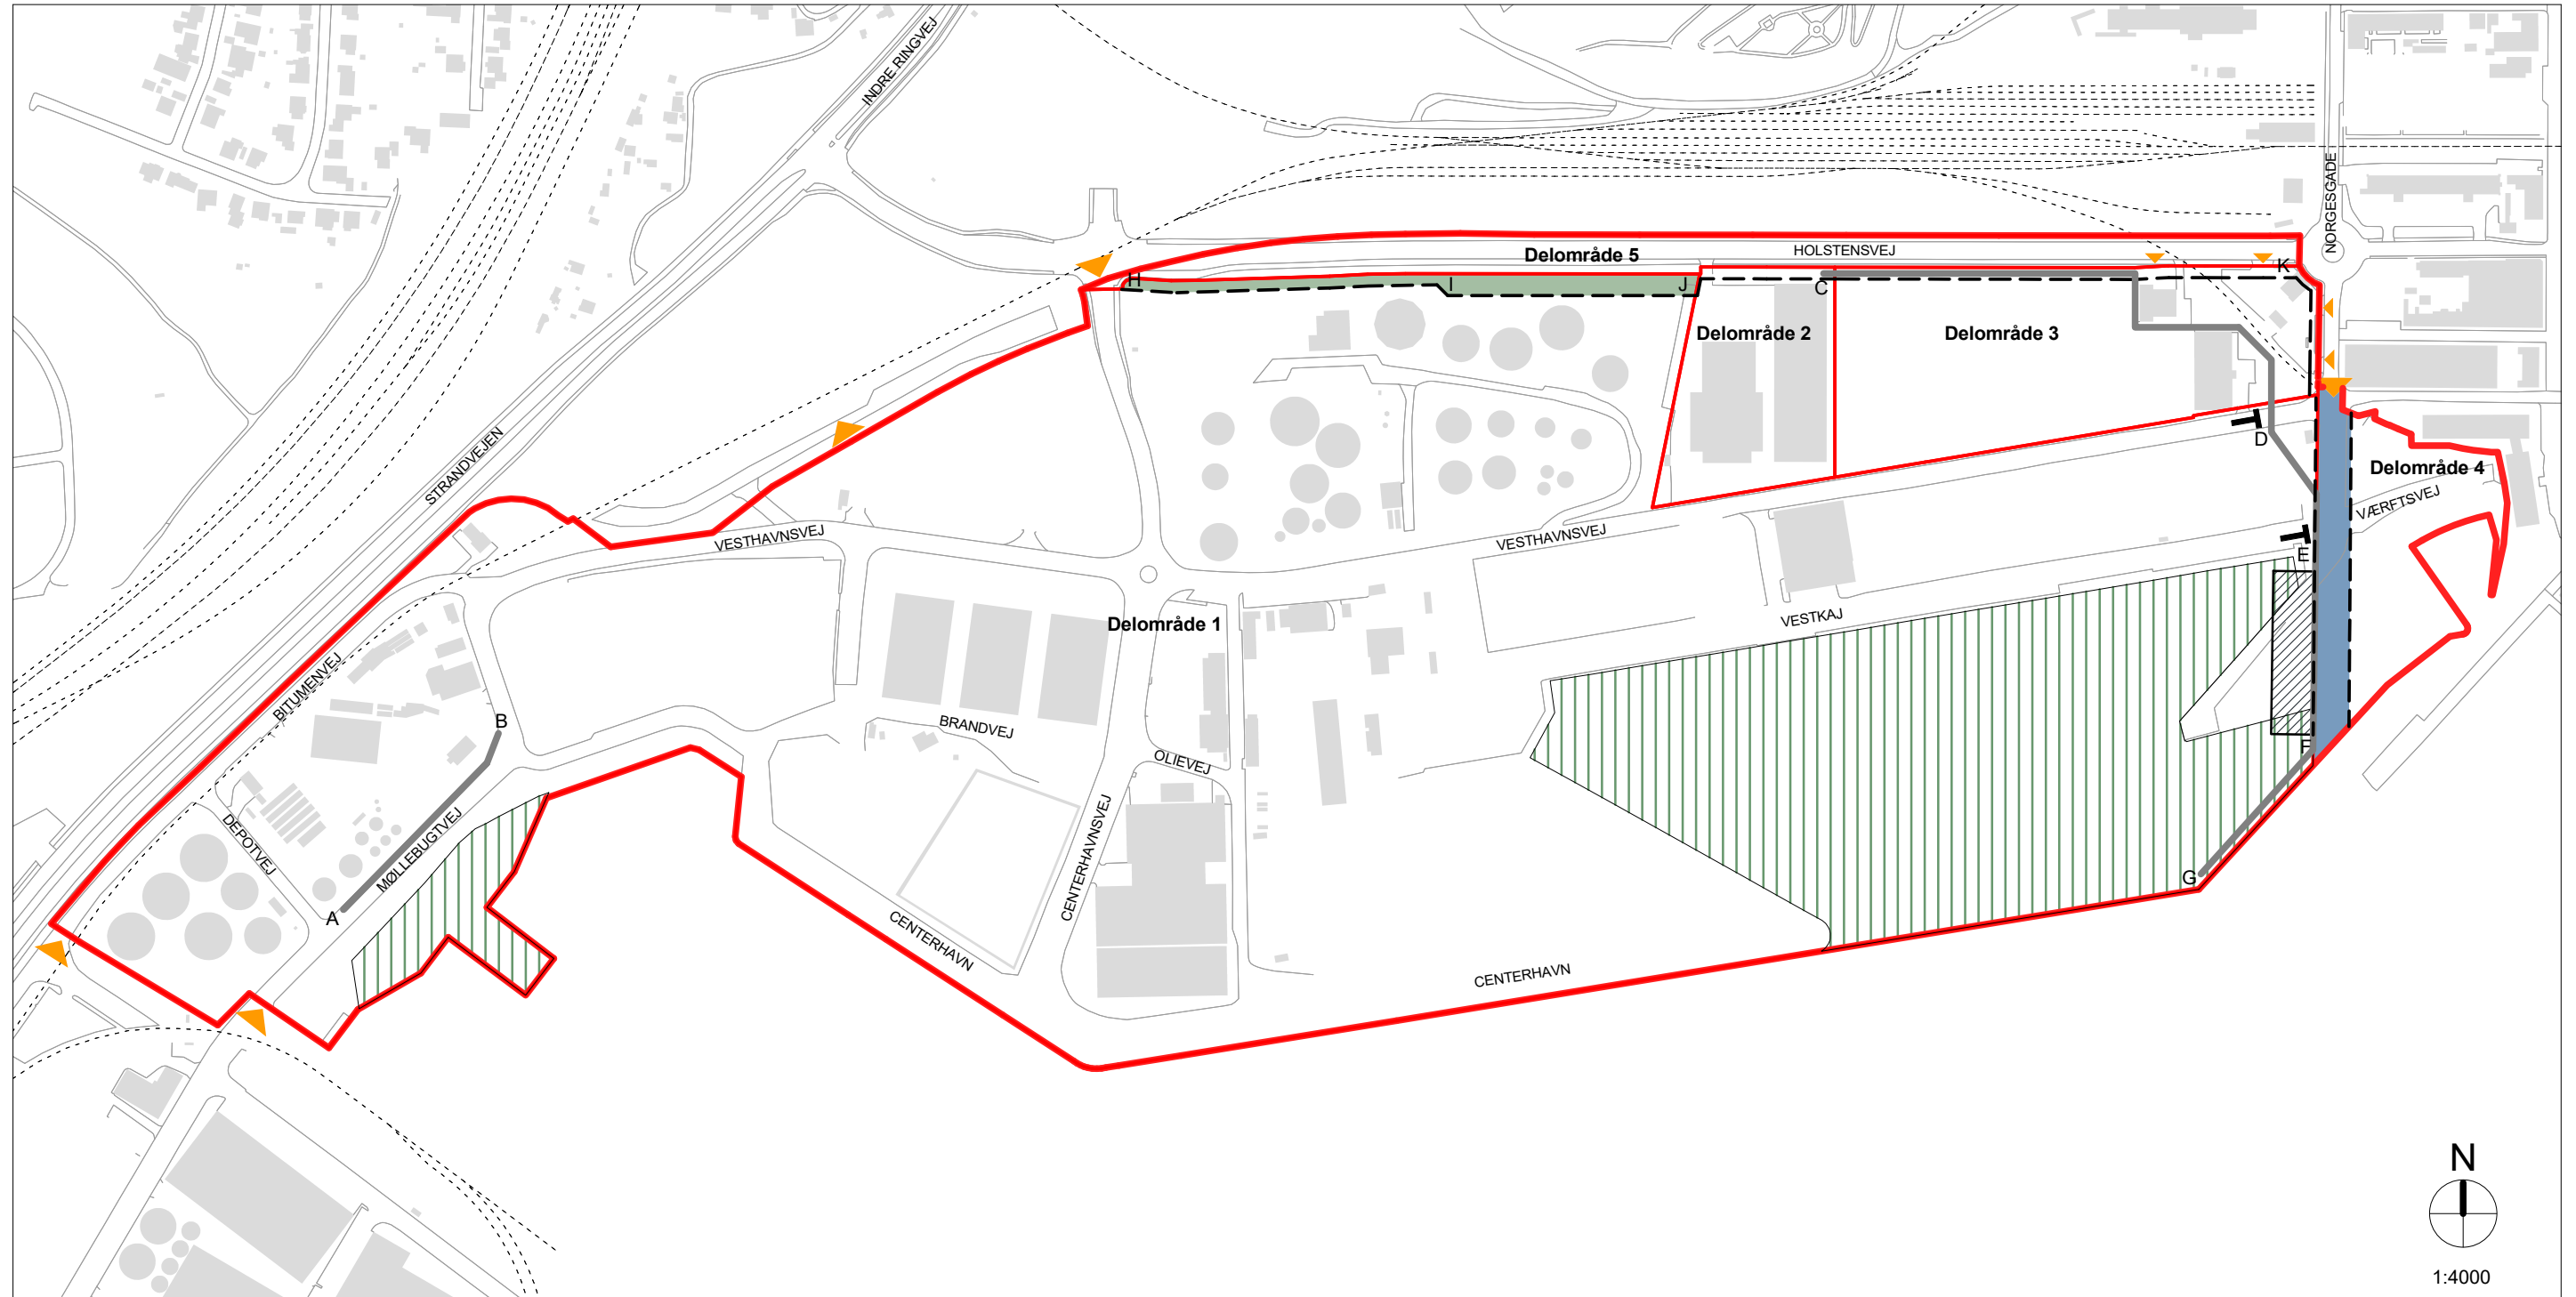 INDRE RINGVEJ
NORGESGADE
Delområde 5
HOLSTENSVEJ
K
H
I
J
C
Delområde 2
Delområde 3
D
Delområde 4
STRANDVEJEN
VESTHAVNSVEJ
VESTHAVNSVEJ
VÆRFTSVEJ
E
Delområde 1
VESTKAJ
BITUMENVEJ
B
BRANDVEJ
OLIEVEJ
F
DEPOTVEJ
MØLLEBUGTVEJ
CENTERHAVNSVEJ
G
A
CENTERHAVN
CENTERHAVN
N
1:4000